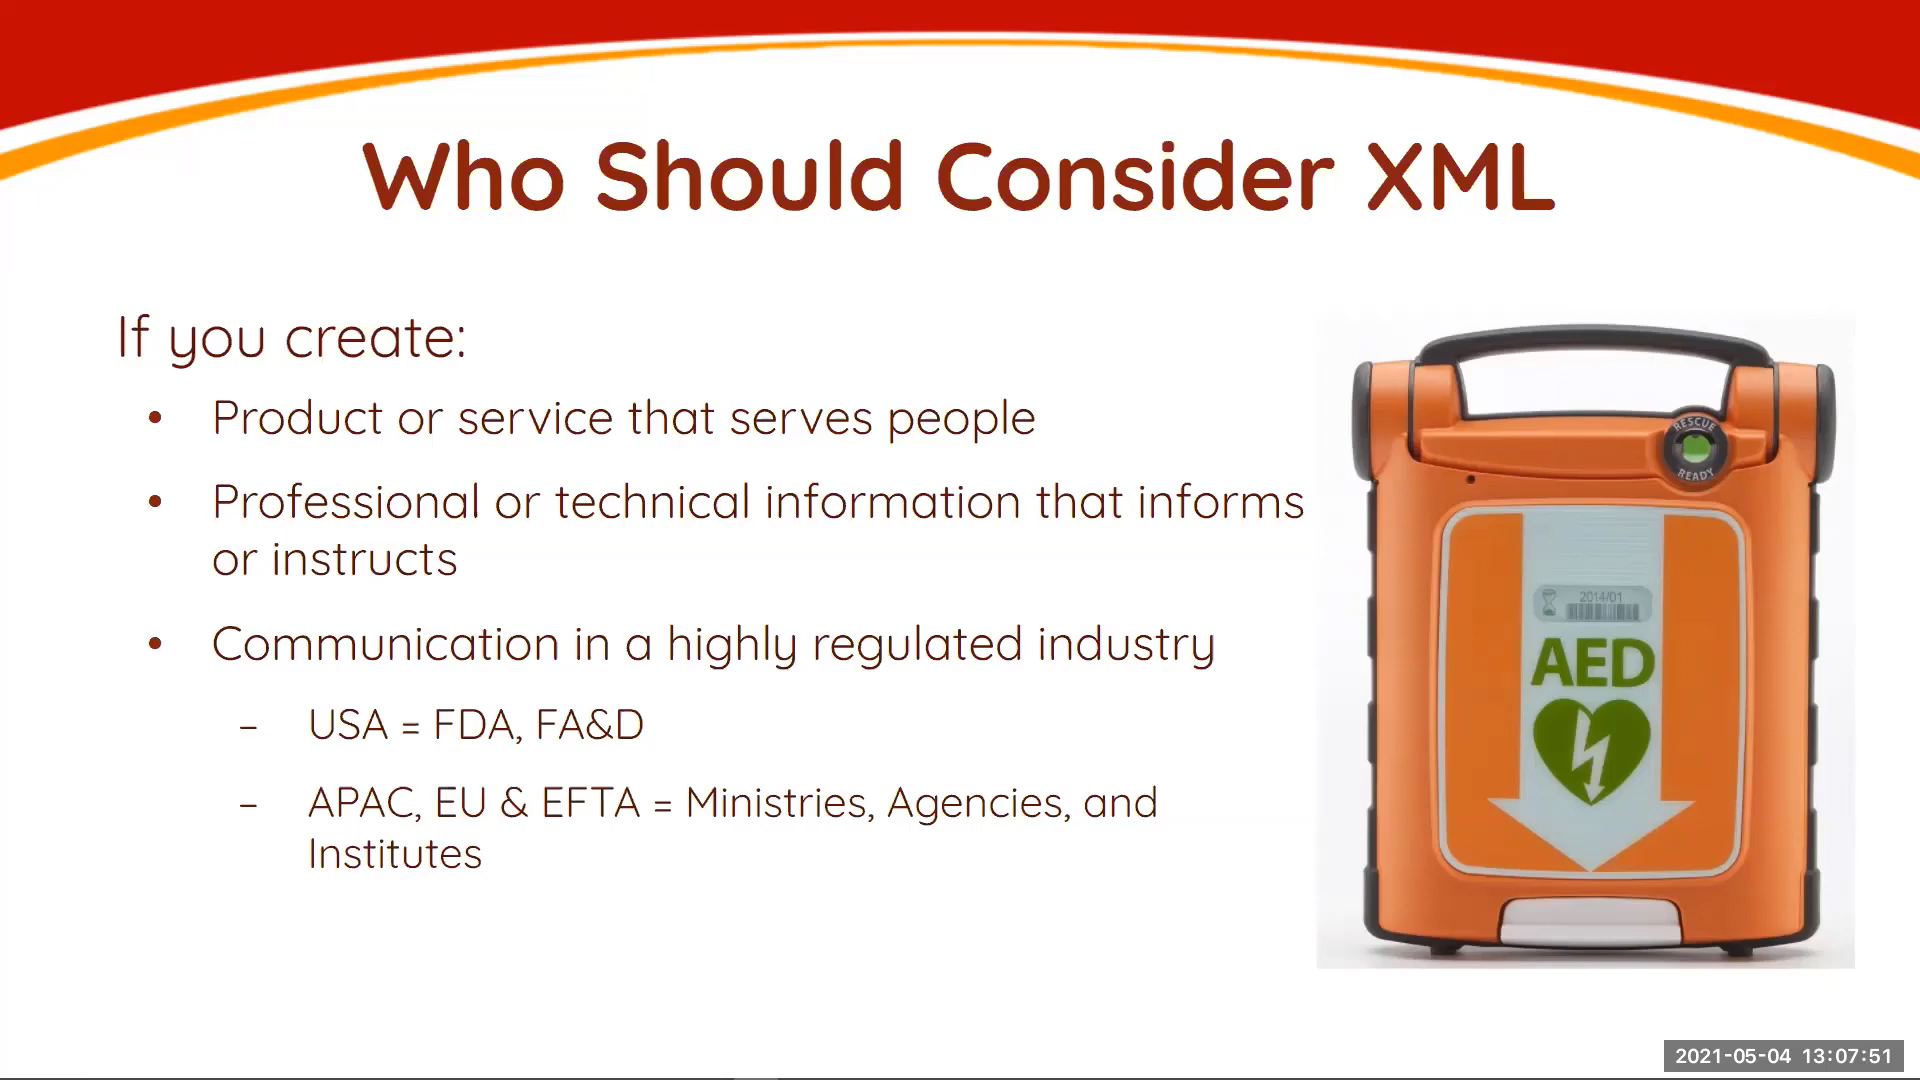 Who Should Consider XML
If you create:
• Product or service that serves people
• Professional or technical information that informs
or instructs
• Communication in a highly regulated industry
– USA = FDA, FA&D
– APAC, EU & EFTA = Ministries, Agencies, and
Institutes
RESCUE
READY
2014/01
AED
2021-05-04 13:07:51